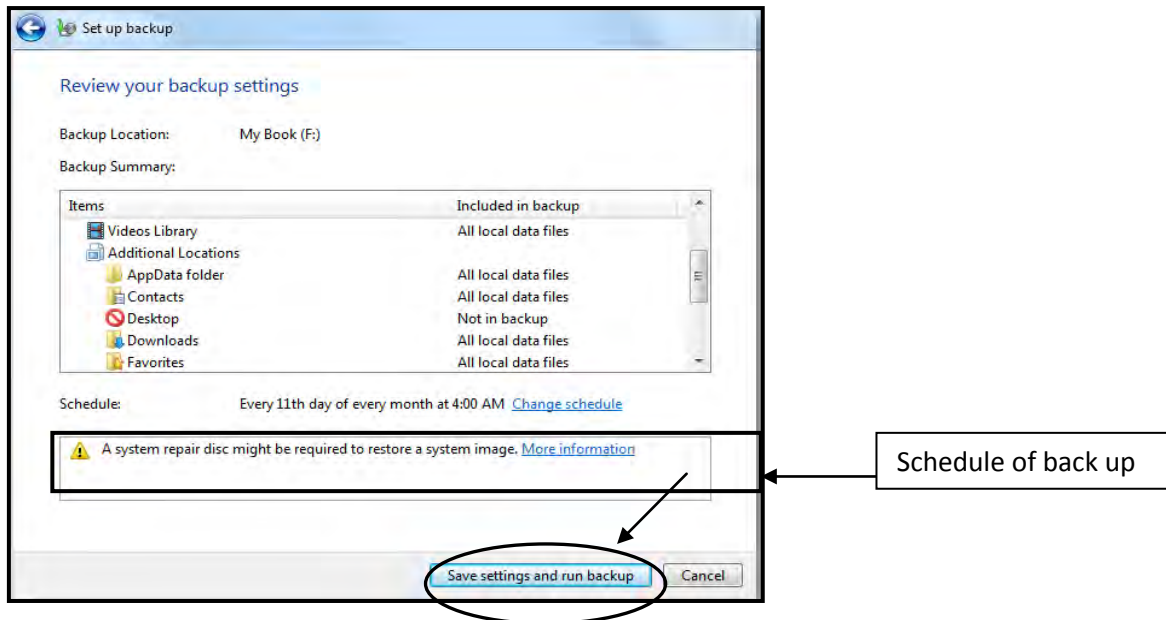 Set up backup
Review your backup settings
Backup Location: My Book (F:)
Backup Summary:
Items Included in backup
Videos Library All local data files
Additional Locations
AppData folder All local data files
Contacts All local data files
Desktop Not in backup
Downloads All local data files
Favorites All local data files
Schedule: Every 11th day of every month at 4:00 AM Change schedule
A system repair disc might be required to restore a system image. More information
Schedule of back up
Save settings and run backup Cancel